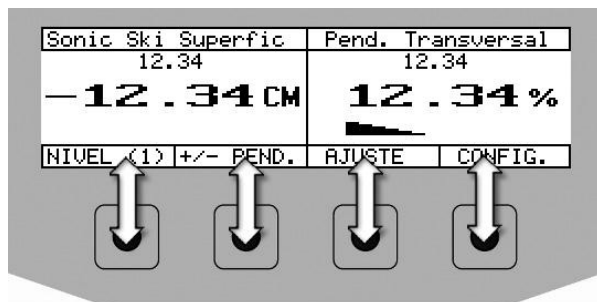 Sonic Ski Superfic Pend. Transversal
12.34 12.34
-12.34 CM 12.34 %
NIVEL (1) +/- PEND. AJUSTE CONFIG.